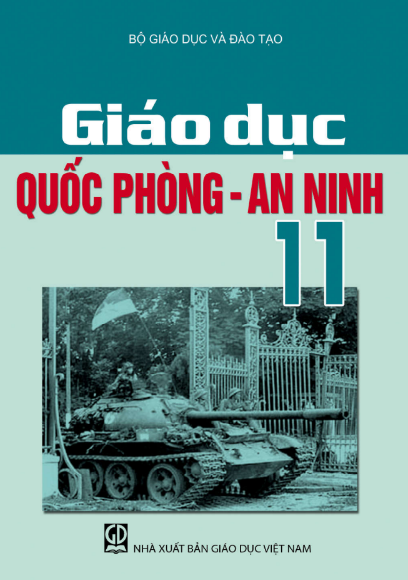 BỘ GIÁO DỤC VÀ ĐÀO TẠO
Giáo dục
QUỐC PHÒNG - AN NINH
11
GD
NHÀ XUẤT BẢN GIÁO DỤC VIỆT NAM